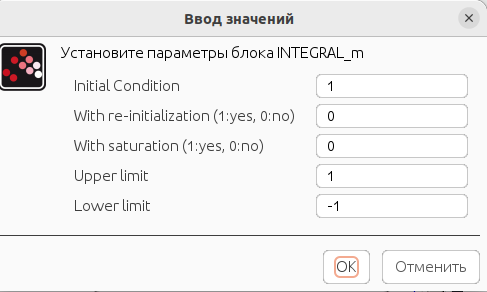 Ввод значений
Установите параметры блока INTEGRAL_m
Initial Condition 1
With re-initialization (1:yes, 0:no) 0
With saturation (1:yes, 0:no) 0
Upper limit 1
Lower limit -1
OK Отменить